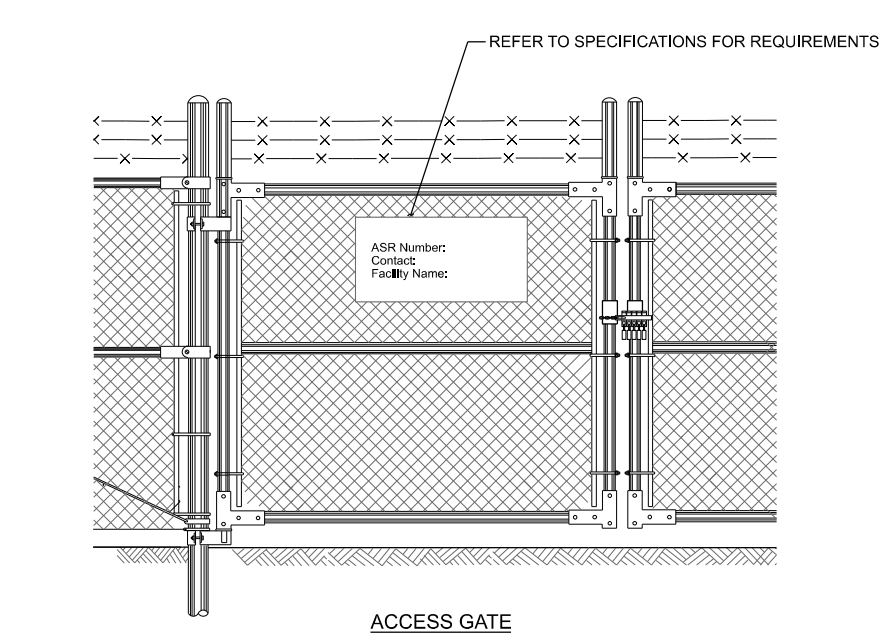 REFER TO SPECIFICATIONS FOR REQUIREMENTS
ASR Number:
Contact:
Facility Name:
ACCESS GATE